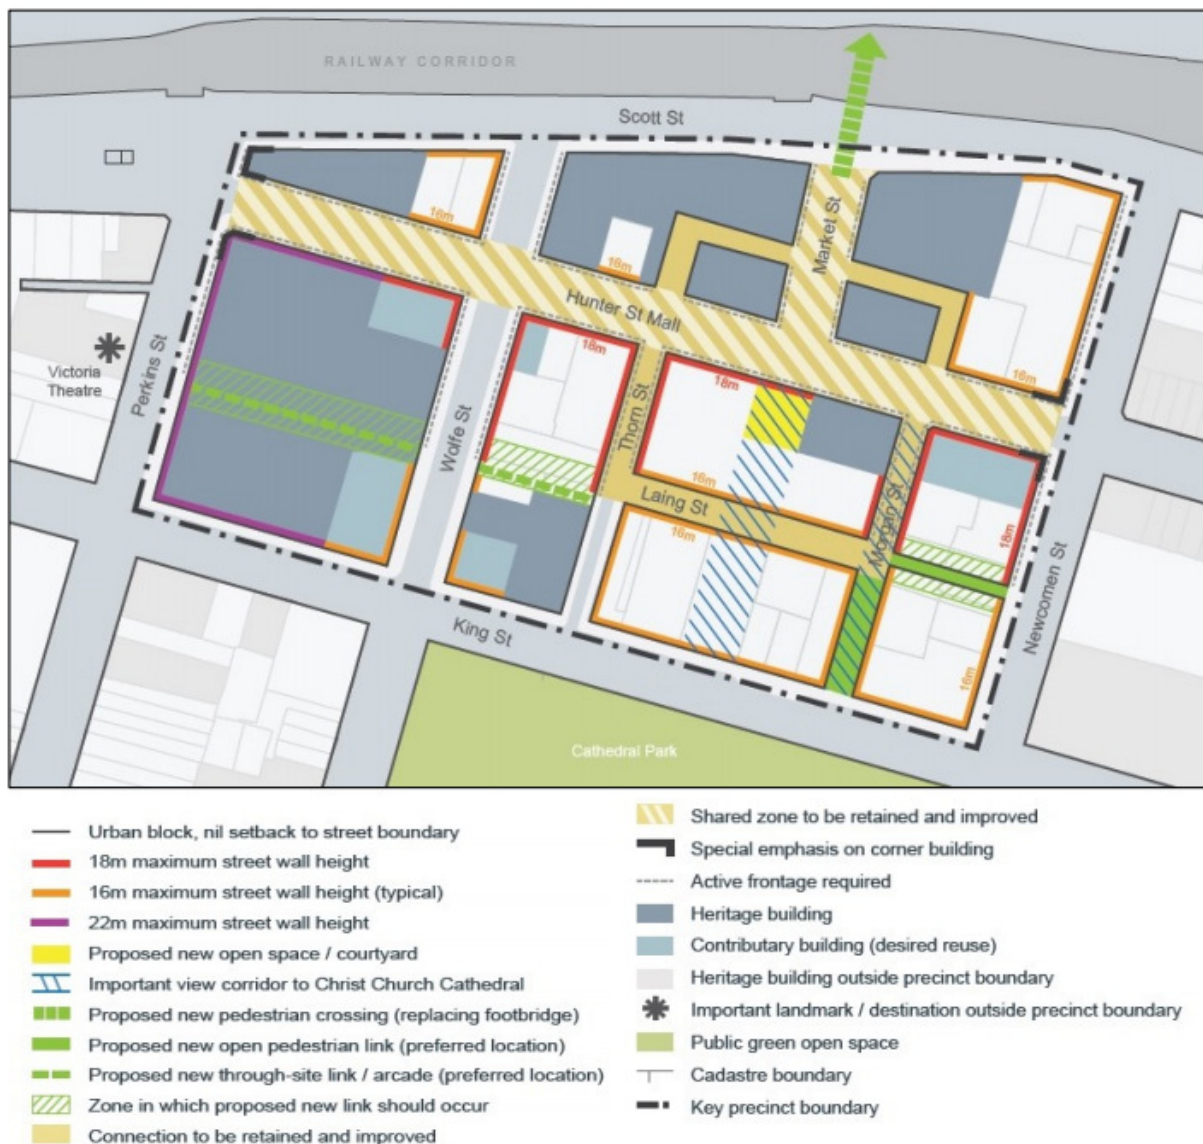 RAILWAY CORRIDOR
Scott St
Market St
16m
16m
Hunter St Mall
Victoria
Theatre
Perkins St
Wolfe St
18m
Thorn St
18m
16m
16m
Laing St
16m
Morgan St
18m
Newcomen St
King St
16m
Cathedral Park
Urban block, nil setback to street boundary
18m maximum street wall height
16m maximum street wall height (typical)
22m maximum street wall height
Proposed new open space / courtyard
Important view corridor to Christ Church Cathedral
Proposed new pedestrian crossing (replacing footbridge)
Proposed new open pedestrian link (preferred location)
Proposed new through-site link / arcade (preferred location)
Zone in which proposed new link should occur
Connection to be retained and improved
Shared zone to be retained and improved
Special emphasis on corner building
Active frontage required
Heritage building
Contributary building (desired reuse)
Heritage building outside precinct boundary
Important landmark / destination outside precinct boundary
Public green open space
Cadastre boundary
Key precinct boundary